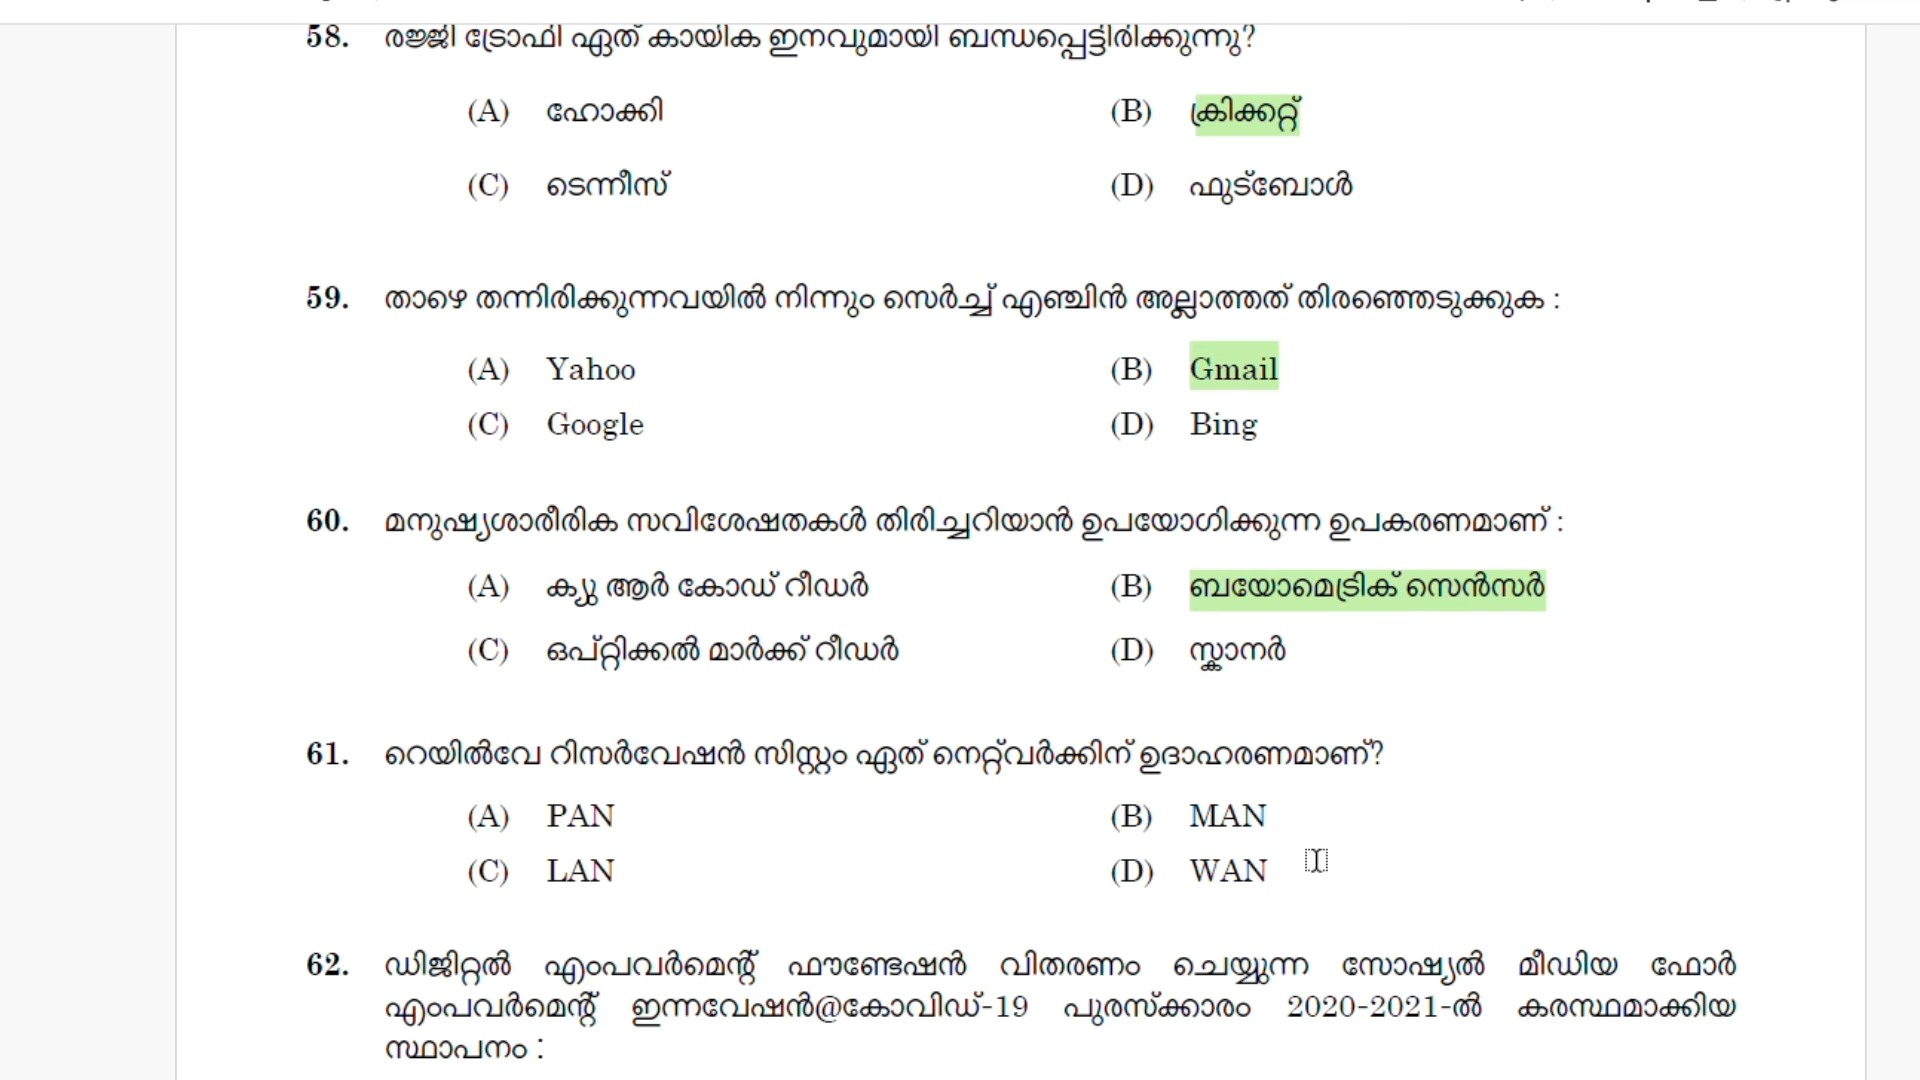 58. രഞ്ജി ട്രോഫി ഏത് കായിക ഇനവുമായി ബന്ധപ്പെട്ടിരിക്കുന്നു?
(A) ഹോക്കി (B) ക്രിക്കറ്റ്
(C) ടെന്നീസ് (D) ഫുട്ബോൾ
59. താഴെ തന്നിരിക്കുന്നവയിൽ നിന്നും സെർച്ച് എഞ്ചിൻ അല്ലാത്തത് തിരഞ്ഞെടുക്കുക :
(A) Yahoo (B) Gmail
(C) Google (D) Bing
60. മനുഷ്യശാരീരിക സവിശേഷതകൾ തിരിച്ചറിയാൻ ഉപയോഗിക്കുന്ന ഉപകരണമാണ് :
(A) ക്യു ആർ കോഡ് റീഡർ (B) ബയോമെട്രിക് സെൻസർ
(C) ഒപ്റ്റിക്കൽ മാർക്ക് റീഡർ (D) സ്കാനർ
61. റെയിൽവേ റിസർവേഷൻ സിസ്റ്റം ഏത് നെറ്റ്‌വർക്കിന് ഉദാഹരണമാണ്?
(A) PAN (B) MAN
(C) LAN (D) WAN
62. ഡിജിറ്റൽ എംപവർമെന്റ് ഫൗണ്ടേഷൻ വിതരണം ചെയ്യുന്ന സോഷ്യൽ മീഡിയ ഫോർ
എംപവർമെന്റ് ഇന്നവേഷൻ@കോവിഡ്-19 പുരസ്ക്കാരം 2020-2021-ൽ കരസ്ഥമാക്കിയ
സ്ഥാപനം :